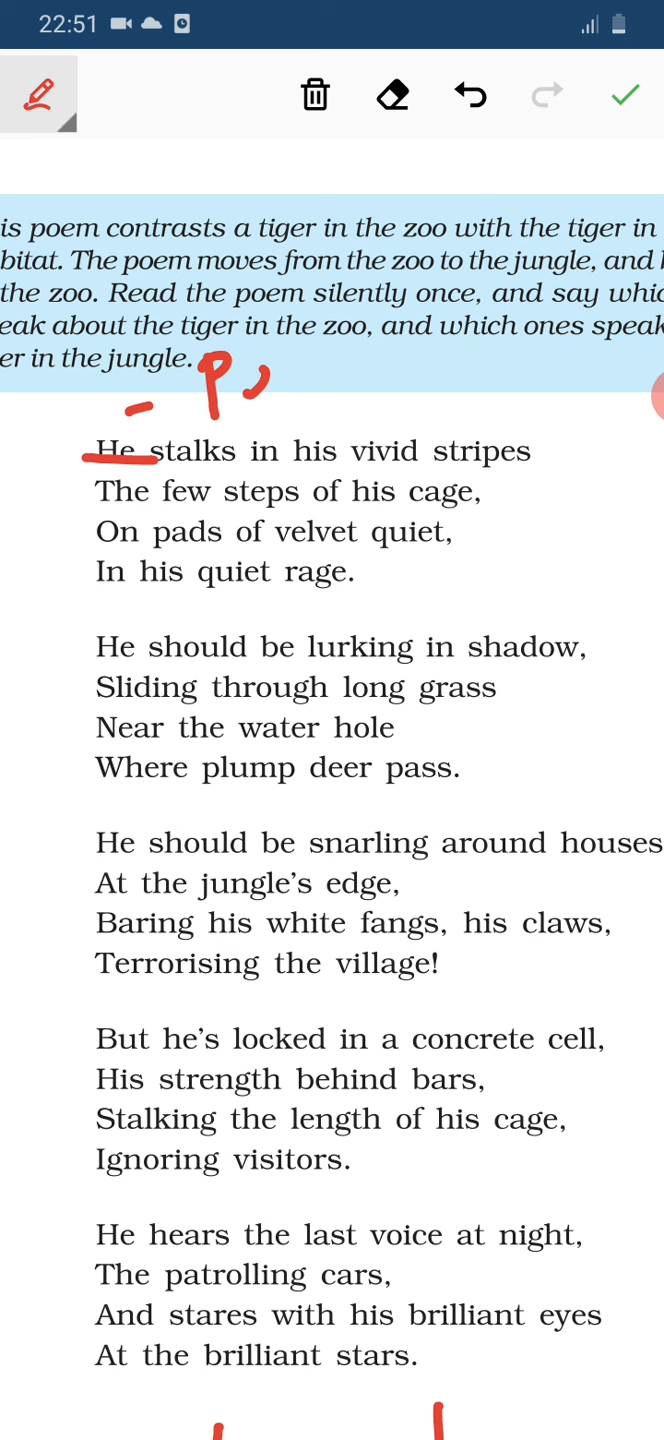 22:51
is poem contrasts a tiger in the zoo with the tiger in
bitat. The poem moves from the zoo to the jungle, and
the zoo. Read the poem silently once, and say
eak about the tiger in the zoo, and which ones speak
er in the jungle.
He stalks in his vivid stripes
The few steps of his cage,
On pads of velvet quiet,
In his quiet rage.
He should be lurking in shadow,
Sliding through long grass
Near the water hole
Where plump deer pass.
He should be snarling around houses
At the jungle's edge,
Baring his white fangs, his claws,
Terrorising the village!
But he's locked in a concrete cell,
His strength behind bars,
Stalking the length of his cage,
Ignoring visitors.
He hears the last voice at night,
The patrolling cars,
And stares with his brilliant eyes
At the brilliant stars.